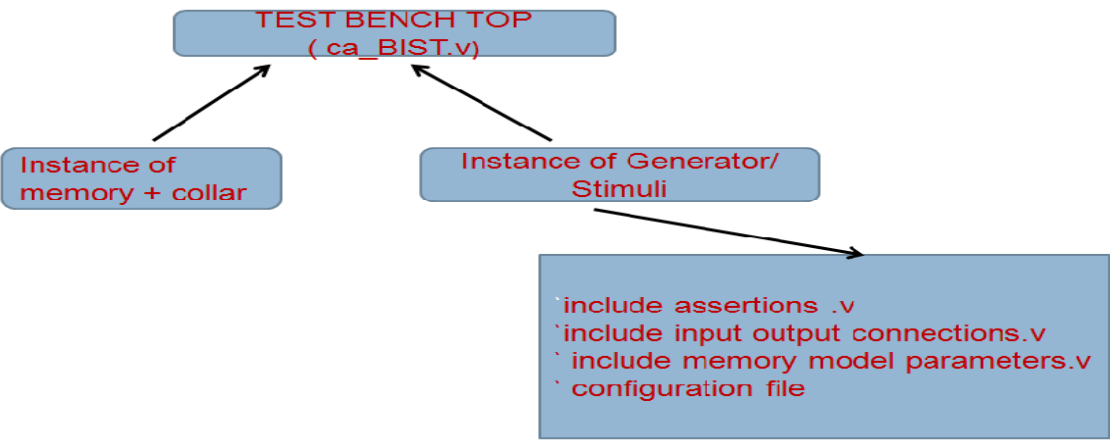 TEST BENCH TOP
( ca_BIST.v)
Instance of
memory + collar
Instance of Generator/
Stimuli
`include assertions .v
`include input output connections.v
` include memory model parameters.v
` configuration file